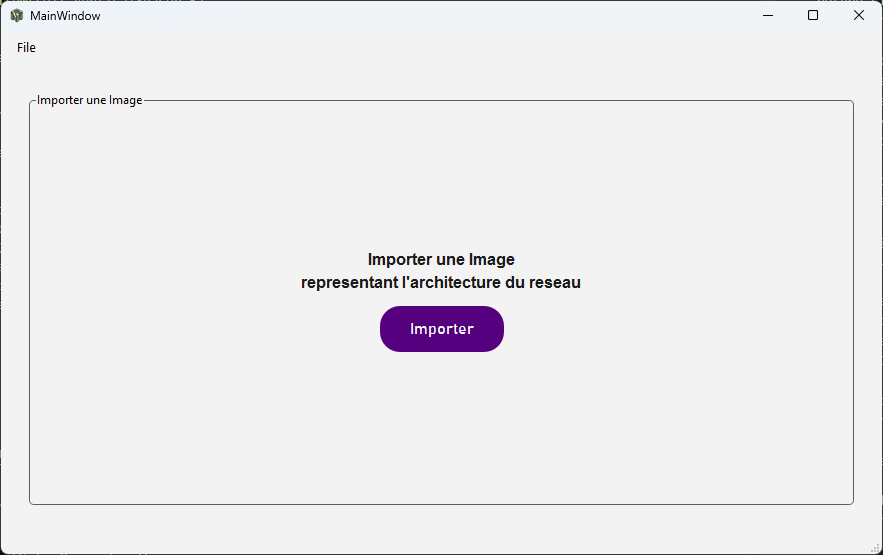 MainWindow
File
Importer une Image
Importer une Image
representant l'architecture du reseau
Importer